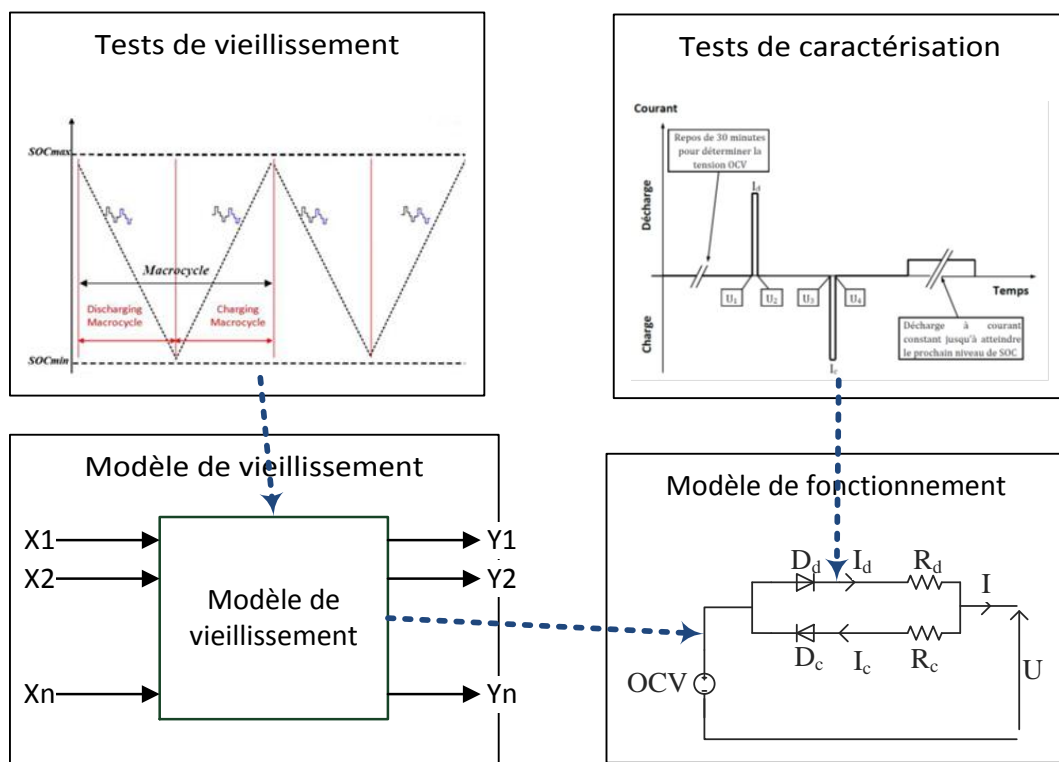 Tests de vieillissement
SOCmax
Macrocycle
Discharging
Macrocycle
Charging
Macrocycle
SOCmin
Tests de caractérisation
Courant
Repos de 30 minutes
pour déterminer la
tension OCV
Décharge
Id
U1
U2
U3
U4
Temps
Charge
Ic
Décharge à courant
constant jusqu'à atteindre
le prochain niveau de SOC
Modèle de vieillissement
X1
X2
Xn
Modèle de
vieillissement
Y1
Y2
Yn
Modèle de fonctionnement
Dd
Id
Rd
I
Dc
Ic
Rc
OCV
U